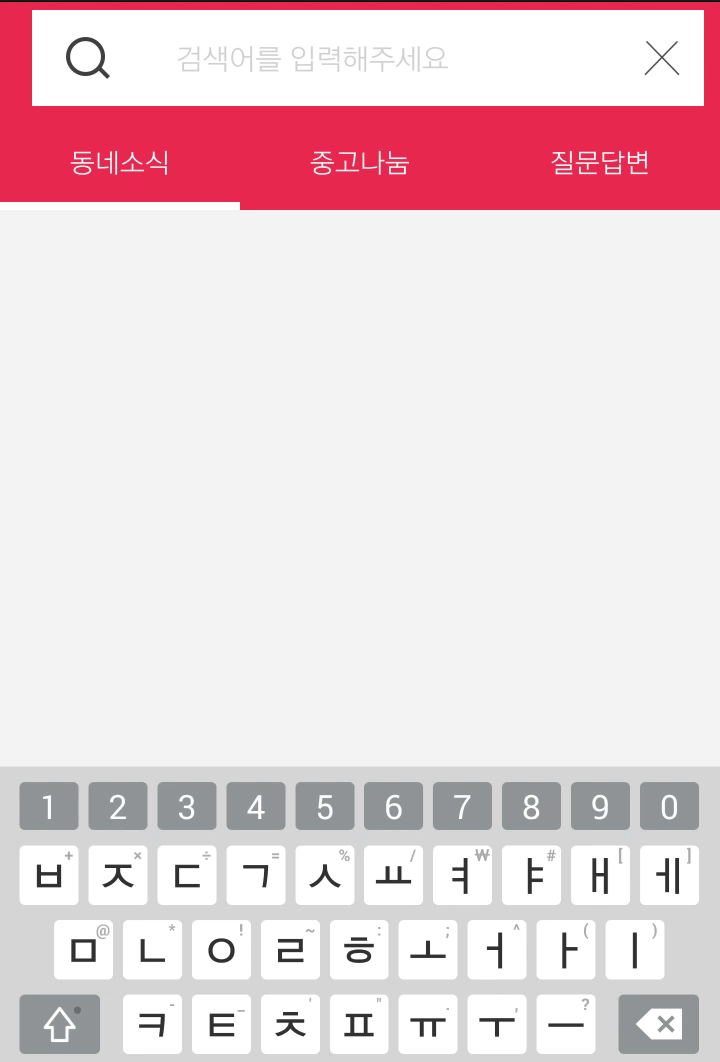 검색어를 입력해주세요
동네소식 중고나눔 질문답변
1 2 3 4 5 6 7 8 9 0
+ × ÷ = % / ₩ # [ ]
ㅂ ㅈ ㄷ ㄱ ㅅ ㅛ ㅕ ㅑ ㅐ ㅔ
@ * ! ~ : ; ^ ( )
ㅁ ㄴ ㅇ ㄹ ㅎ ㅗ ㅓ ㅏ ㅣ
- _ ' " . , ?
ㅋ ㅌ ㅊ ㅍ ㅠ ㅜ ㅡ